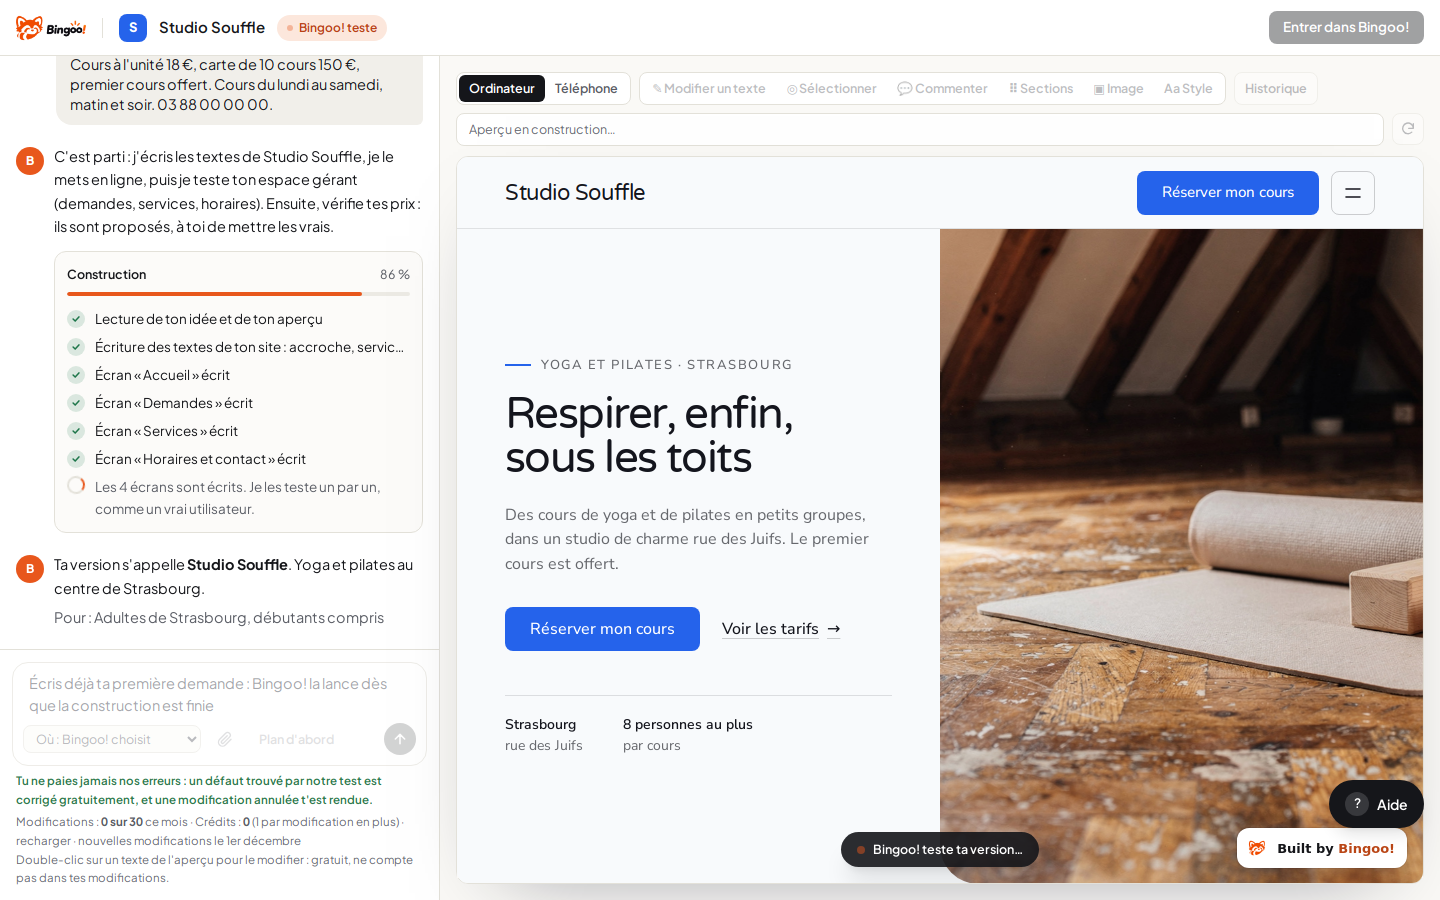 Bingoo!
S
Studio Souffle
Bingoo! teste
Entrer dans Bingoo!
Cours à l'unité 18 €, carte de 10 cours 150 €,
premier cours offert. Cours du lundi au samedi,
matin et soir. 03 88 00 00 00.
B
C'est parti : j'écris les textes de Studio Souffle, je le
mets en ligne, puis je teste ton espace gérant
(demandes, services, horaires). Ensuite, vérifie tes prix :
ils sont proposés, à toi de mettre les vrais.
Construction
86 %
Lecture de ton idée et de ton aperçu
Écriture des textes de ton site : accroche, servic…
Écran « Accueil » écrit
Écran « Demandes » écrit
Écran « Services » écrit
Écran « Horaires et contact » écrit
Les 4 écrans sont écrits. Je les teste un par un,
comme un vrai utilisateur.
B
Ta version s'appelle Studio Souffle. Yoga et pilates au
centre de Strasbourg.
Pour : Adultes de Strasbourg, débutants compris
Écris déjà ta première demande : Bingoo! la lance dès
que la construction est finie
Où : Bingoo! choisit
Plan d'abord
Tu ne paies jamais nos erreurs : un défaut trouvé par notre test est
corrigé gratuitement, et une modification annulée t'est rendue.
Modifications : 0 sur 30 ce mois · Crédits : 0 (1 par modification en plus) ·
recharger · nouvelles modifications le 1er décembre
Double-clic sur un texte de l'aperçu pour le modifier : gratuit, ne compte
pas dans tes modifications.
Ordinateur
Téléphone
Modifier un texte
Sélectionner
Commenter
Sections
Image
Aa Style
Historique
Aperçu en construction…
Studio Souffle
Réserver mon cours
YOGA ET PILATES · STRASBOURG
Respirer, enfin,
sous les toits
Des cours de yoga et de pilates en petits groupes,
dans un studio de charme rue des Juifs. Le premier
cours est offert.
Réserver mon cours
Voir les tarifs →
Strasbourg
rue des Juifs
8 personnes au plus
par cours
? Aide
Bingoo! teste ta version…
Built by Bingoo!